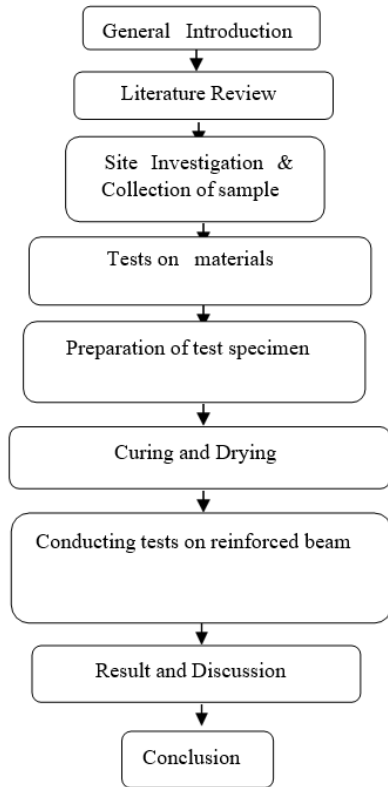 General Introduction
Literature Review
Site Investigation &
Collection of sample
Tests on materials
Preparation of test specimen
Curing and Drying
Conducting tests on reinforced beam
Result and Discussion
Conclusion